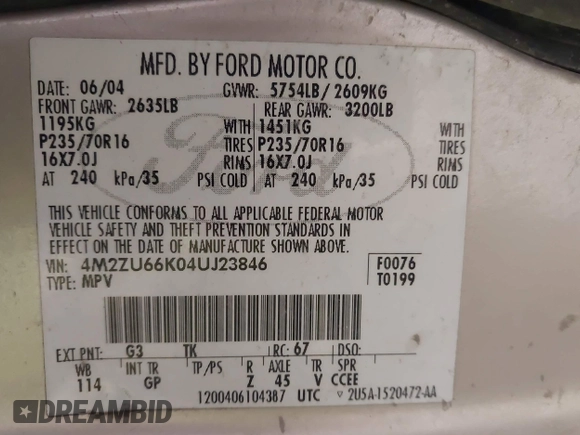 MFD. BY FORD MOTOR CO.
DATE: 06/04 GVWR: 5754LB/ 2609KG
FRONT GAWR: 2635LB REAR GAWR: 3200LB
1195KG WITH 1451KG WITH
P235/70R16 TIRES P235/70R16 TIRES
16X7.0J RIMS 16X7.0J RIMS
AT 240 kPa/35 PSI COLD AT 240 kPa/35 PSI COLD
Ford
THIS VEHICLE CONFORMS TO ALL APPLICABLE FEDERAL MOTOR
VEHICLE SAFETY AND THEFT PREVENTION STANDARDS IN
EFFECT ON THE DATE OF MANUFACTURE SHOWN ABOVE.
VIN: 4M2ZU66K04UJ23846 F0076
TYPE: MPV T0199
EXT PNT: G3 TK RC: 67 DSO:
WB INT TR TP/PS R AXLE TR SPR
114 GP Z 45 V CCEE
1200406104387 UTC 2U5A-1520472-AA
DREAMBID